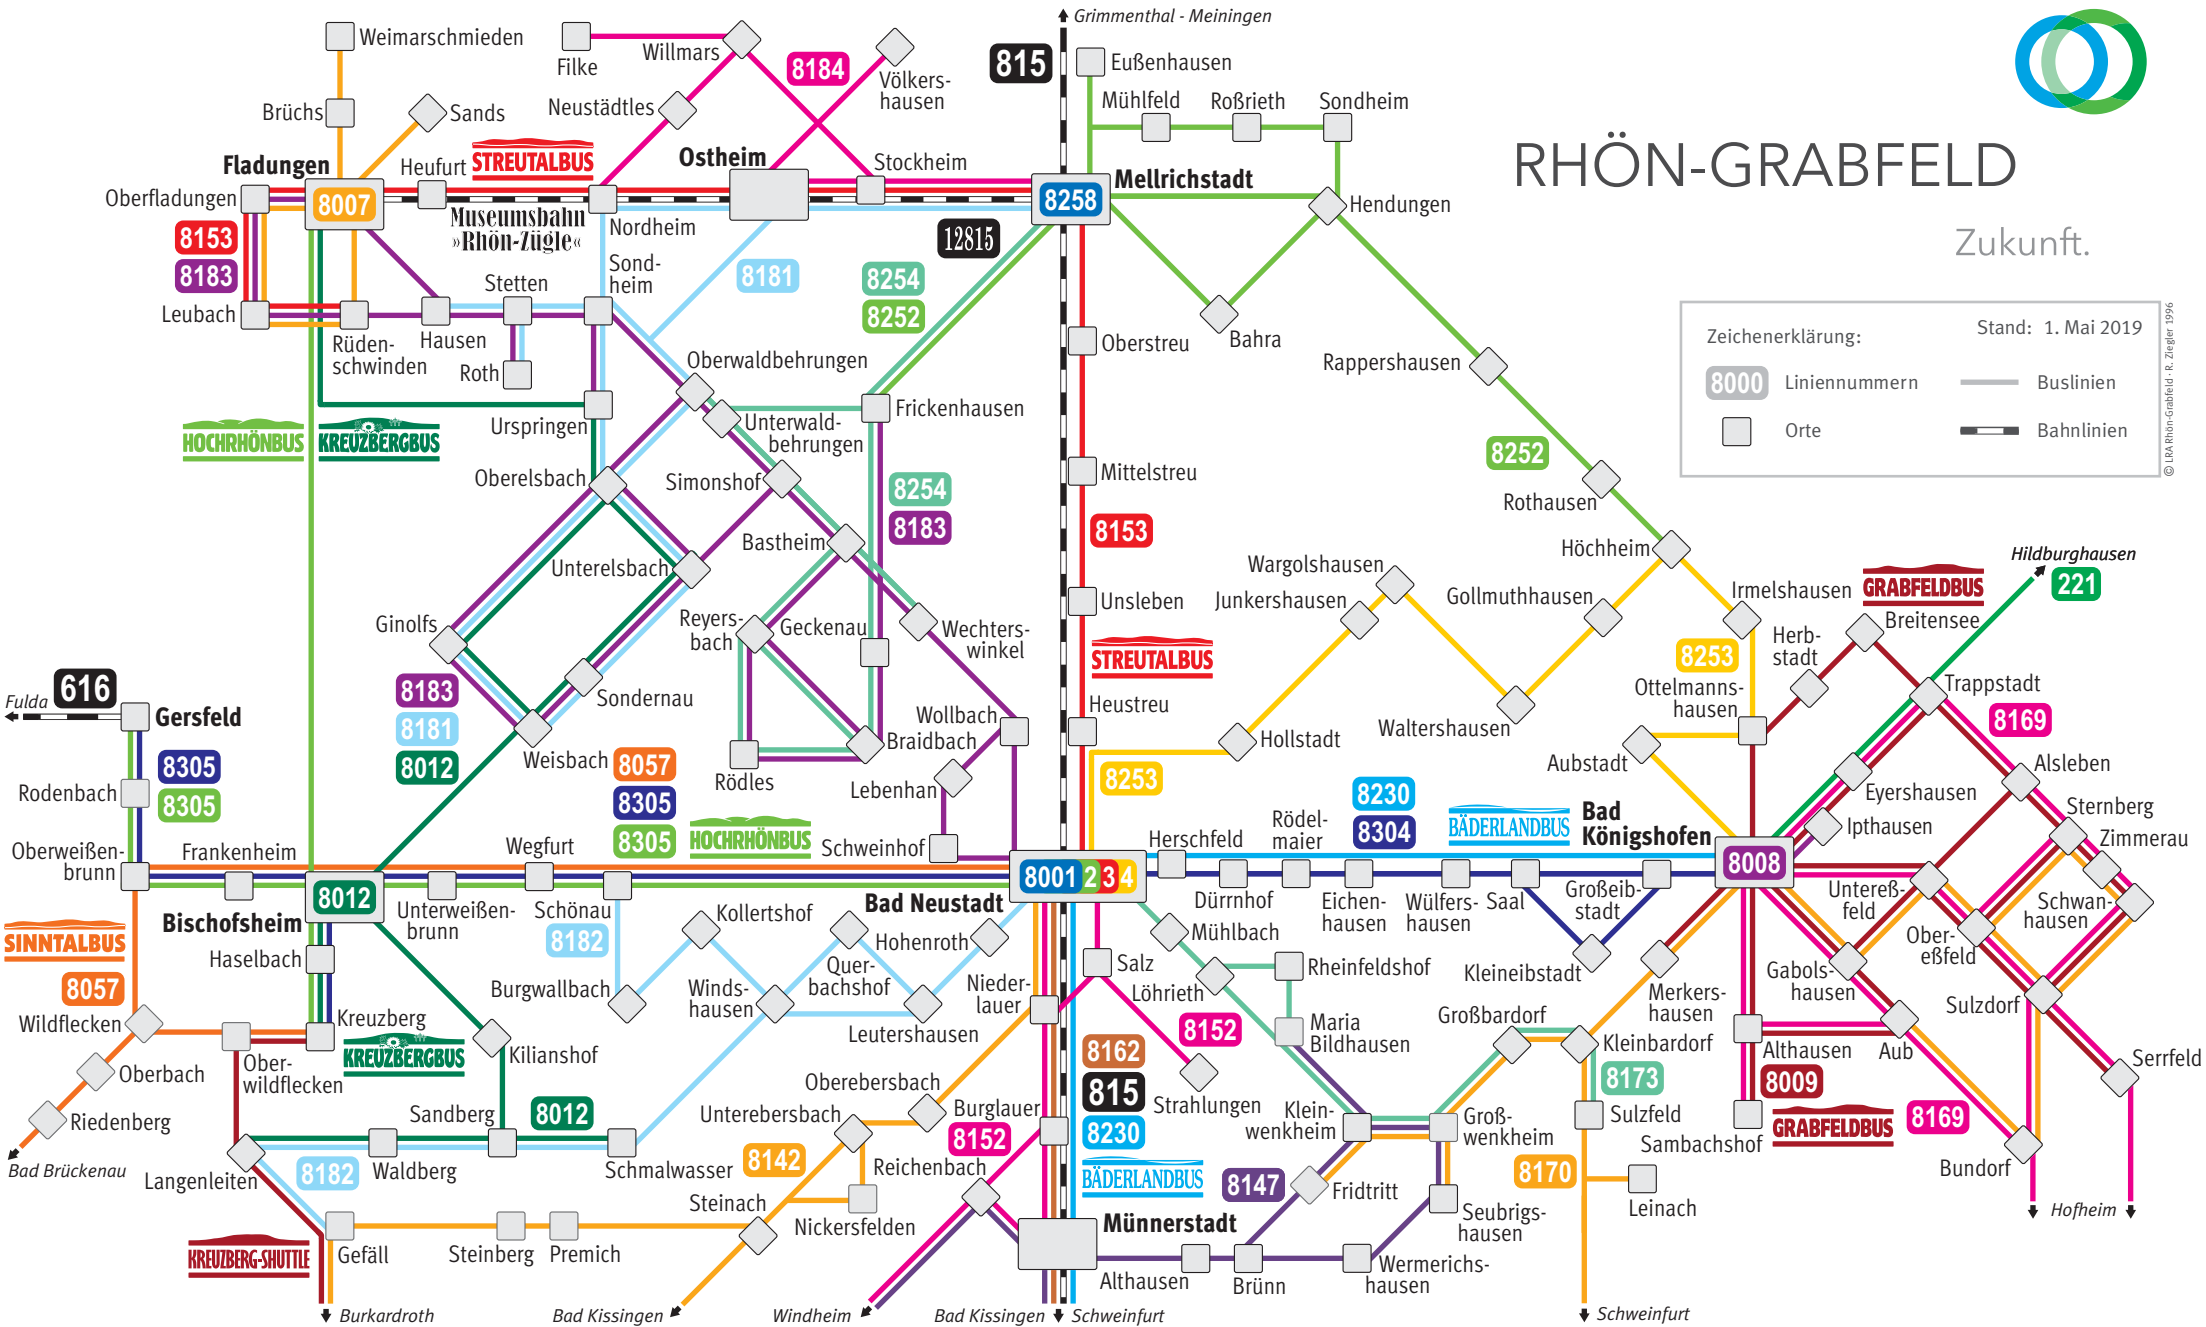 Grimmenthal - Meiningen
Weimarschmieden
Filke
Willmars
8184
Völkers-
hausen
815
Eußenhausen
Brüchs
Sands
Neustädtles
Mühlfeld
Roßrieth
Sondheim
RHÖN-GRABFELD
Zukunft.
Fladungen
Heufurt
STREUTALBUS
Ostheim
Stockheim
Mellrichstadt
Oberfladungen
8007
8258
Hendungen
Museumsbahn
»Rhön-Zügle«
Nordheim
12815
8153
8183
Sond-
heim
8181
8254
8252
Stetten
Leubach
Rüden-
schwinden
Hausen
Roth
Oberstreu
Bahra
Zeichenerklärung:
Stand: 1. Mai 2019
8000
Liniennummern
Buslinien
Orte
Bahnlinien
© LRA Rhön-Grabfeld · R. Ziegler 1996
Oberwaldbehrungen
Rappershausen
Unterwald-
behrungen
Frickenhausen
Urspringen
HOCHRHÖNBUS
KREUZBERGBUS
8252
Oberelsbach
Simonshof
8254
8183
Mittelstreu
Rothausen
8153
Bastheim
Unterelsbach
Höchheim
Wargolshausen
Junkershausen
Gollmuthhausen
Irmelshausen
GRABFELDBUS
Hildburghausen
221
Unsleben
Ginolfs
Reyers-
bach
Geckenau
Wechters-
winkel
STREUTALBUS
8253
Herb-
stadt
Breitensee
616
Fulda
Gersfeld
8183
8181
8012
Sondernau
Ottelmanns-
hausen
Trappstadt
8169
Heustreu
Wollbach
Waltershausen
Hollstadt
Weisbach
Braidbach
Rödles
Lebenhan
Aubstadt
8305
8305
Rodenbach
8057
8305
8305
HOCHRHÖNBUS
8253
8230
8304
BÄDERLANDBUS
Bad
Königshofen
Eyershausen
Alsleben
Ipthausen
Sternberg
Zimmerau
Oberweißen-
brunn
Frankenheim
Wegfurt
Schweinhof
Herschfeld
Rödel-
maier
8012
8001
2
3
4
8008
Bischofsheim
Unterweißen-
brunn
Schönau
8182
Bad Neustadt
Dürrnhof
Eichen-
hausen
Wülfers-
hausen
Saal
Großeib-
stadt
Untereß-
feld
Schwan-
hausen
SINNTALBUS
8057
Haselbach
Kollertshof
Hohenroth
Mühlbach
Ober-
eßfeld
Quer-
bachshof
Burgwallbach
Winds-
hausen
Leutershausen
Nieder-
lauer
Salz
Löhrieth
Rheinfeldshof
Kleineibstadt
Gabols-
hausen
Merkers-
hausen
Sulzdorf
Wildflecken
Kreuzberg
KREUZBERGBUS
Kilianshof
8152
Maria
Bildhausen
Großbardorf
Kleinbardorf
Althausen
Aub
Serrfeld
Ober-
wildflecken
Oberbach
8162
815
8230
BÄDERLANDBUS
Strahlungen
8173
8009
GRABFELDBUS
Riedenberg
Oberebersbach
Sandberg
8012
Unterebersbach
Burglauer
8152
Klein-
wenkheim
Groß-
wenkheim
Sulzfeld
Sambachshof
8169
Bundorf
Bad Brückenau
Langenleiten
8182
Waldberg
Schmalwasser
8142
Reichenbach
8147
Fridtritt
8170
Leinach
Steinach
Nickersfelden
Münnerstadt
Seubrigs-
hausen
Hofheim
KREUZBERG-SHUTTLE
Gefäll
Steinberg
Premich
Althausen
Brünn
Wermerichs-
hausen
Burkardroth
Bad Kissingen
Windheim
Bad Kissingen
Schweinfurt
Schweinfurt